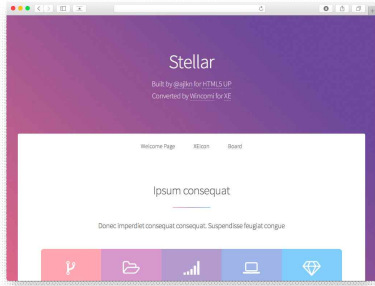 Stellar
Built by @ajlkn for HTML5 UP
Converted by Wincomi for XE
Welcome Page XEIcon Board
Ipsum consequat
Donec imperdiet consequat consequat. Suspendisse feugiat congue